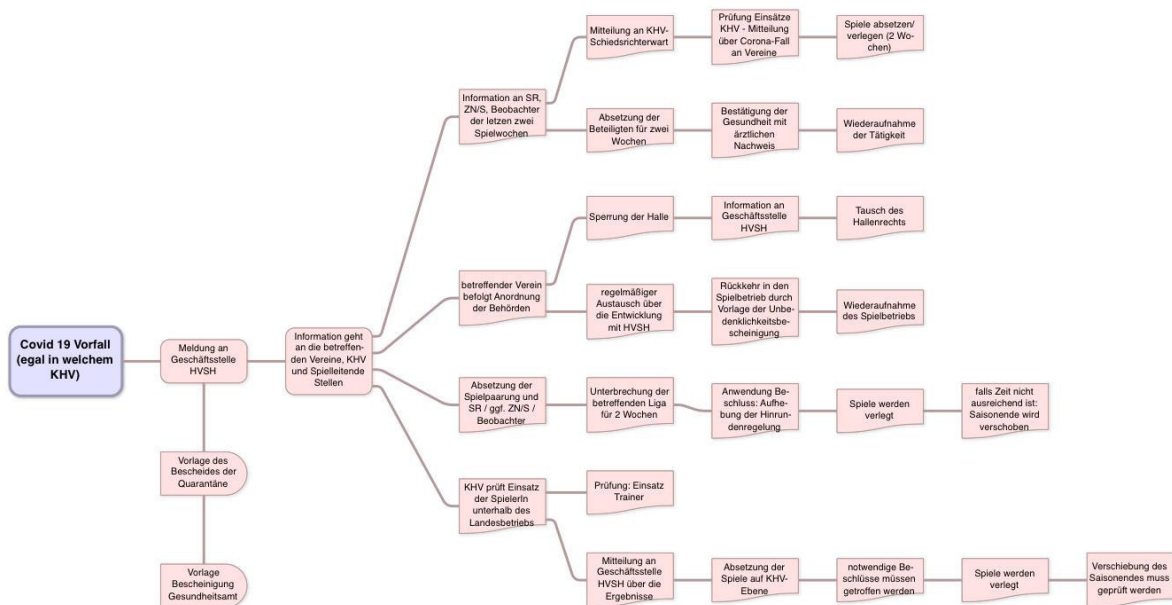 Covid 19 Vorfall
(egal in welchem
KHV)
Meldung an
Geschäftsstelle
HVSH
Vorlage des
Bescheides der
Quarantäne
Vorlage
Bescheinigung
Gesundheitsamt
Information geht
an die betreffen-
den Vereine, KHV
und Spielleitende
Stellen
Information an SR,
ZN/S, Beobachter
der letzen zwei
Spielwochen
Mitteilung an KHV-
Schiedsrichterwart
Prüfung Einsätze
KHV - Mitteilung
über Corona-Fall
an Vereine
Spiele absetzen/
verlegen (2 Wo-
chen)
Absetzung der
Beteiligten für zwei
Wochen
Bestätigung der
Gesundheit mit
ärztlichen
Nachweis
Wiederaufnahme
der Tätigkeit
betreffender Verein
befolgt Anordnung
der Behörden
Sperrung der Halle
Information an
Geschäftsstelle
HVSH
Tausch des
Hallenrechts
regelmäßiger
Austausch über
die Entwicklung
mit HVSH
Rückkehr in den
Spielbetrieb durch
Vorlage der Unbe-
denklichkeitsbe-
scheinigung
Wiederaufnahme
des Spielbetriebs
Absetzung der
Spielpaarung und
SR / ggf. ZN/S /
Beobachter
Unterbrechung der
betreffenden Liga
für 2 Wochen
Anwendung Be-
schluss: Aufhe-
bung der Hinrun-
denregelung
Spiele werden
verlegt
falls Zeit nicht
ausreichend ist:
Saisonende wird
verschoben
KHV prüft Einsatz
der SpielerIn
unterhalb des
Landesbetriebs
Prüfung: Einsatz
Trainer
Mitteilung an
Geschäftsstelle
HVSH über die
Ergebnisse
Absetzung der
Spiele auf KHV-
Ebene
notwendige Be-
schlüsse müssen
getroffen werden
Spiele werden
verlegt
Verschiebung des
Saisonendes muss
geprüft werden